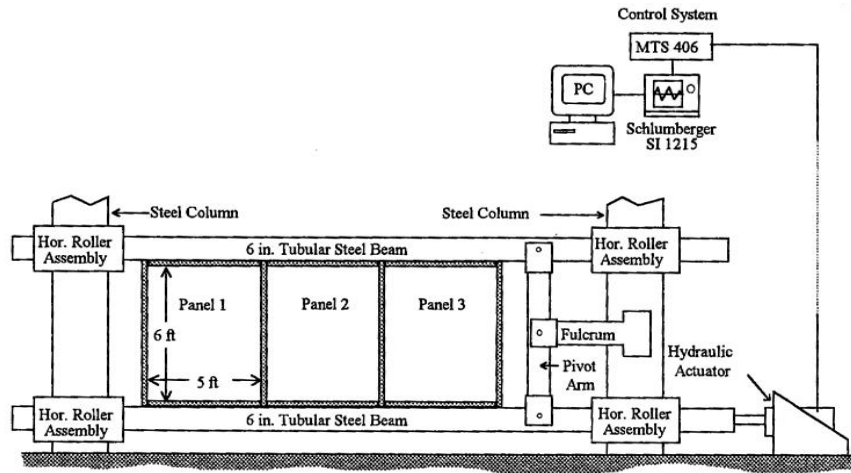 Control System
MTS 406
PC
Schlumberger
SI 1215
Steel Column
Steel Column
Hor. Roller
Assembly
6 in. Tubular Steel Beam
Hor. Roller
Assembly
Panel 1
Panel 2
Panel 3
6 ft
5 ft
Fulcrum
Pivot
Arm
Hydraulic
Actuator
Hor. Roller
Assembly
6 in. Tubular Steel Beam
Hor. Roller
Assembly